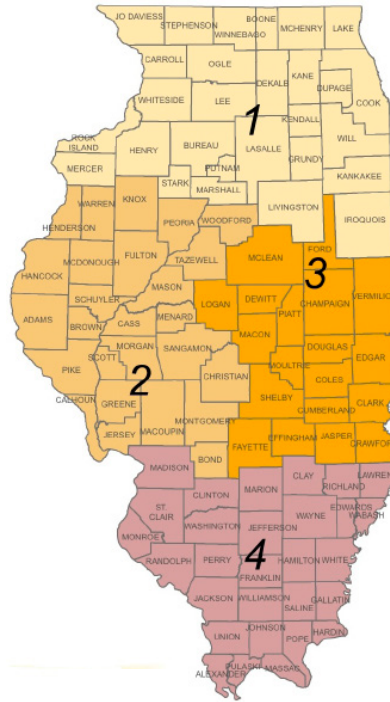 JO DAVIESS
STEPHENSON
WINNEBAGO
BOONE
MCHENRY
LAKE
CARROLL
OGLE
DEKALB
KANE
DUPAGE
COOK
WHITESIDE
LEE
1
KENDALL
WILL
ROCK
ISLAND
HENRY
BUREAU
LASALLE
GRUNDY
MERCER
PUTNAM
KANKAKEE
STARK
MARSHALL
LIVINGSTON
IROQUOIS
KNOX
WARREN
HENDERSON
PEORIA
WOODFORD
FULTON
TAZEWELL
MCLEAN
FORD
3
HANCOCK
MCDONOUGH
MASON
LOGAN
DEWITT
PIATT
CHAMPAIGN
VERMILIO
SCHUYLER
ADAMS
BROWN
CASS
MENARD
MACON
MORGAN
SANGAMON
DOUGLAS
EDGAR
SCOTT
PIKE
2
CHRISTIAN
MOULTRIE
COLES
SHELBY
CLARK
CALHOUN
GREENE
CUMBERLAND
MACOUPIN
MONTGOMERY
JERSEY
BOND
FAYETTE
EFFINGHAM
JASPER
CRAWFOR
MADISON
CLAY
RICHLAND
LAWREN
CLINTON
MARION
ST.
CLAIR
WAYNE
EDWARDS
WABASH
WASHINGTON
JEFFERSON
MONROE
RANDOLPH
PERRY
4
HAMILTON
WHITE
FRANKLIN
JACKSON
WILLIAMSON
SALINE
GALLATIN
UNION
JOHNSON
POPE
HARDIN
ALEXANDER
PULASKI
MASSAC